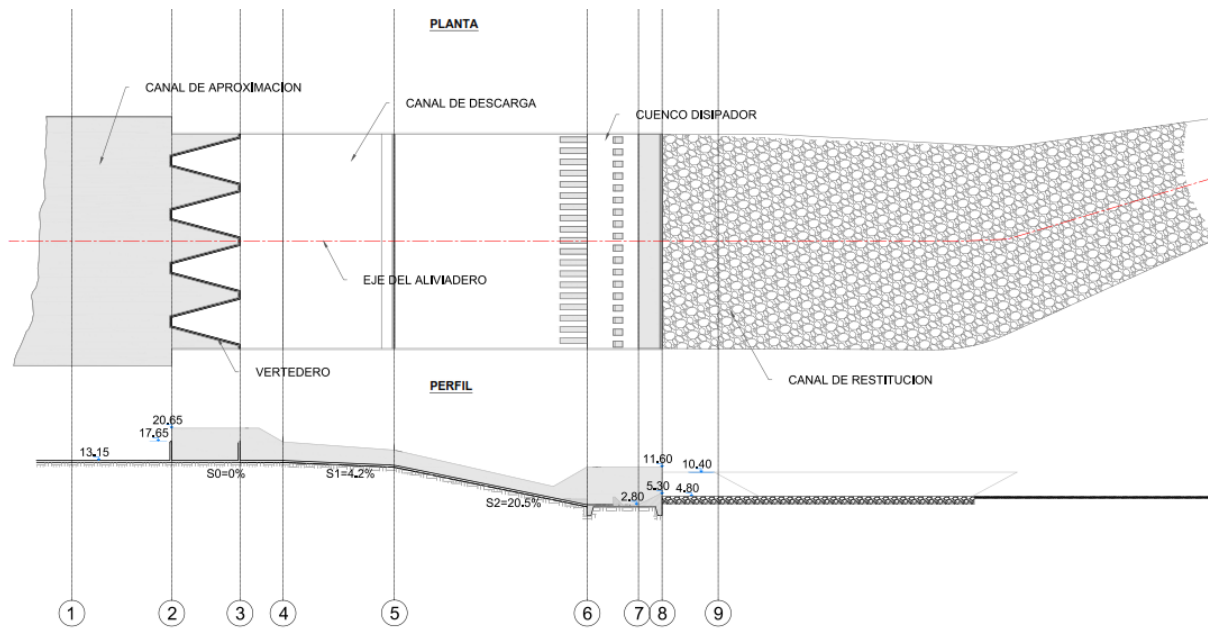 PLANTA
CANAL DE APROXIMACION
CANAL DE DESCARGA
CUENCO DISIPADOR
EJE DEL ALIVIADERO
VERTEDERO
CANAL DE RESTITUCION
PERFIL
20.65
17.65
13.15
S0=0%
S1=4.2%
S2=20.5%
11.60
10.40
5.30
4.80
2.80
1 2 3 4 5 6 7 8 9